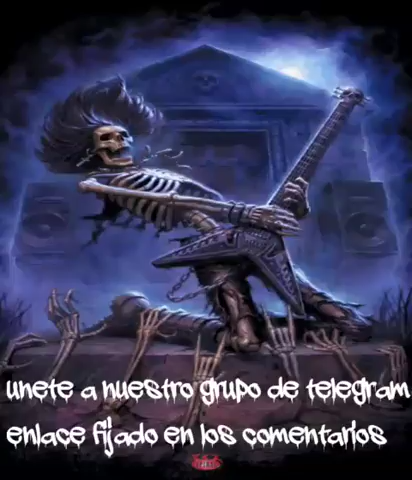 unete a nuestro grupo de telegram
enlace fijado en los comentarios